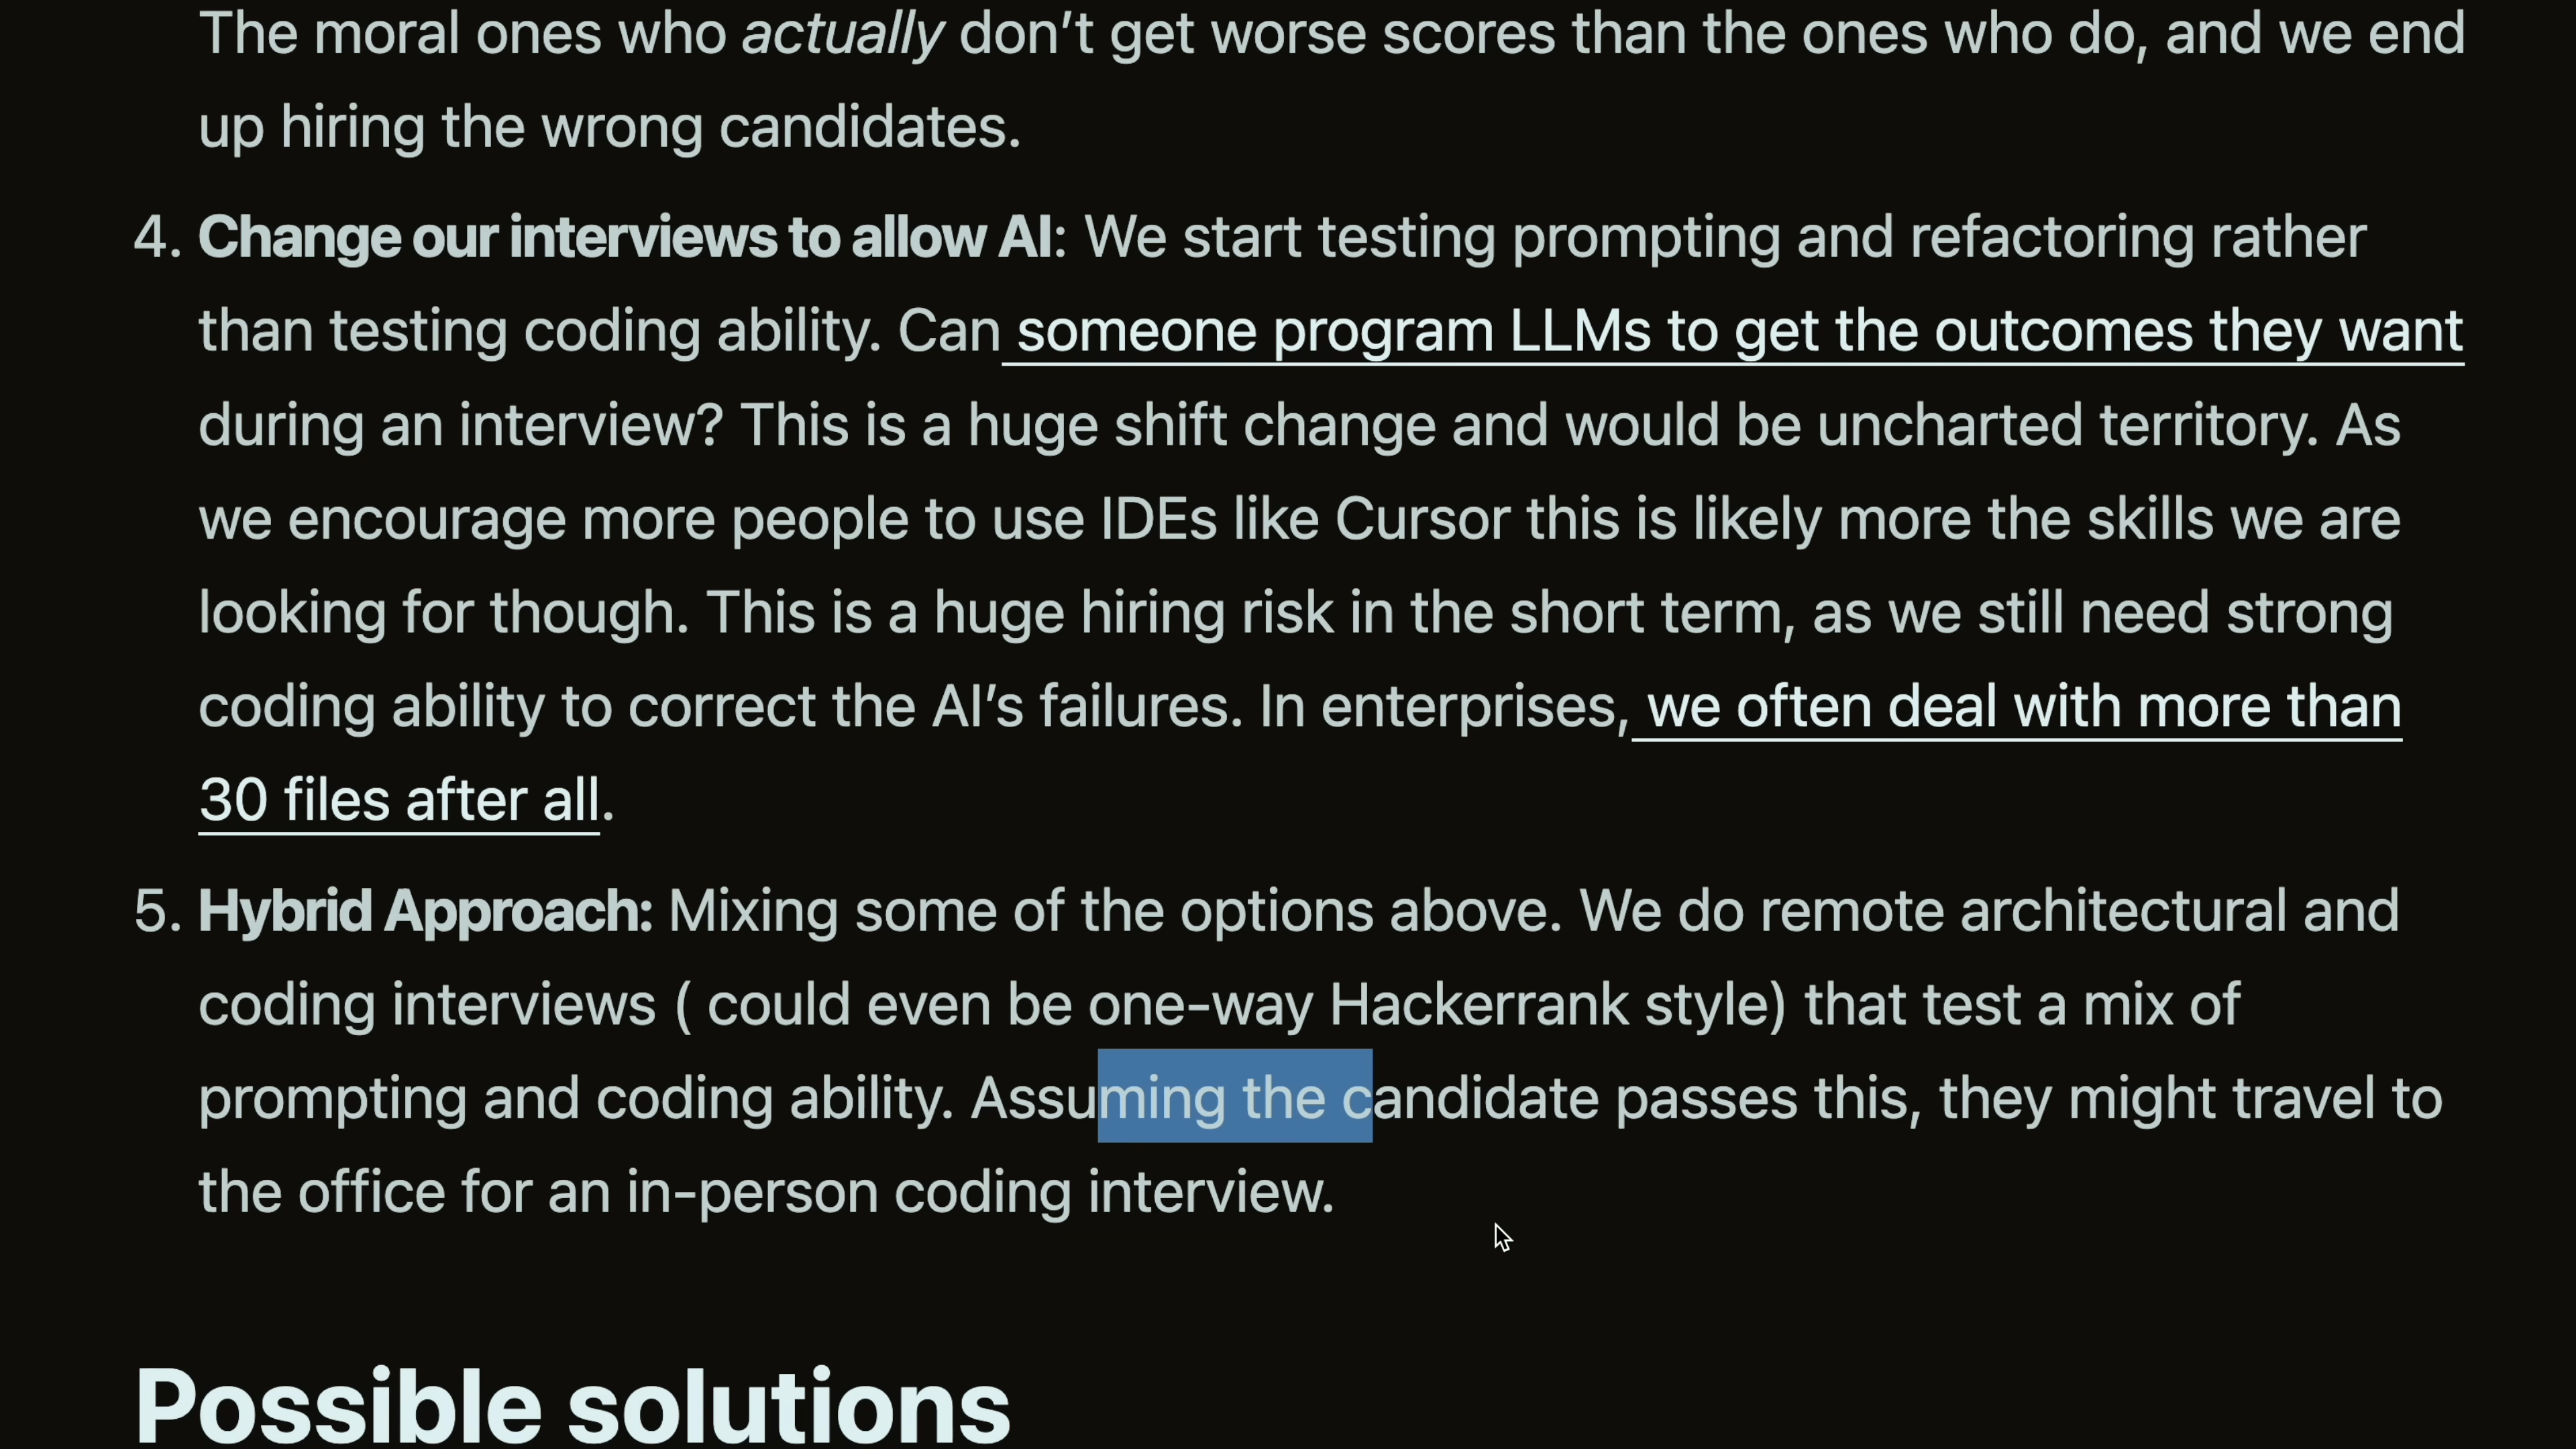 The moral ones who actually don’t get worse scores than the ones who do, and we end
up hiring the wrong candidates.
4. Change our interviews to allow AI: We start testing prompting and refactoring rather
than testing coding ability. Can someone program LLMs to get the outcomes they want
during an interview? This is a huge shift change and would be uncharted territory. As
we encourage more people to use IDEs like Cursor this is likely more the skills we are
looking for though. This is a huge hiring risk in the short term, as we still need strong
coding ability to correct the AI’s failures. In enterprises, we often deal with more than
30 files after all.
5. Hybrid Approach: Mixing some of the options above. We do remote architectural and
coding interviews ( could even be one-way Hackerrank style) that test a mix of
prompting and coding ability. Assuming the candidate passes this, they might travel to
the office for an in-person coding interview.
Possible solutions